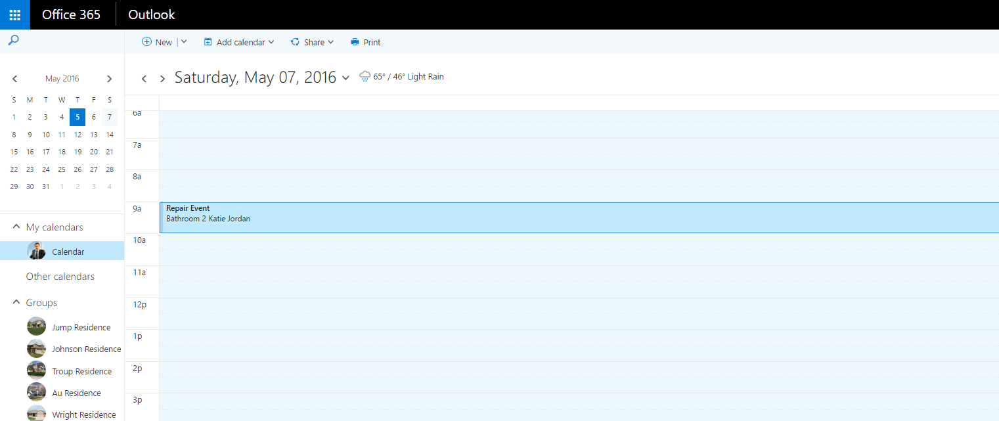 Office 365 Outlook
New Add calendar Share Print
May 2016
S M T W T F S
1 2 3 4 5 6 7
8 9 10 11 12 13 14
15 16 17 18 19 20 21
22 23 24 25 26 27 28
29 30 31 1 2 3 4
My calendars
Calendar
Other calendars
Groups
Jump Residence
Johnson Residence
Troup Residence
Au Residence
Wright Residence
Saturday, May 07, 2016 65° / 46° Light Rain
6a
7a
8a
9a
Repair Event
Bathroom 2 Katie Jordan
10a
11a
12p
1p
2p
3p